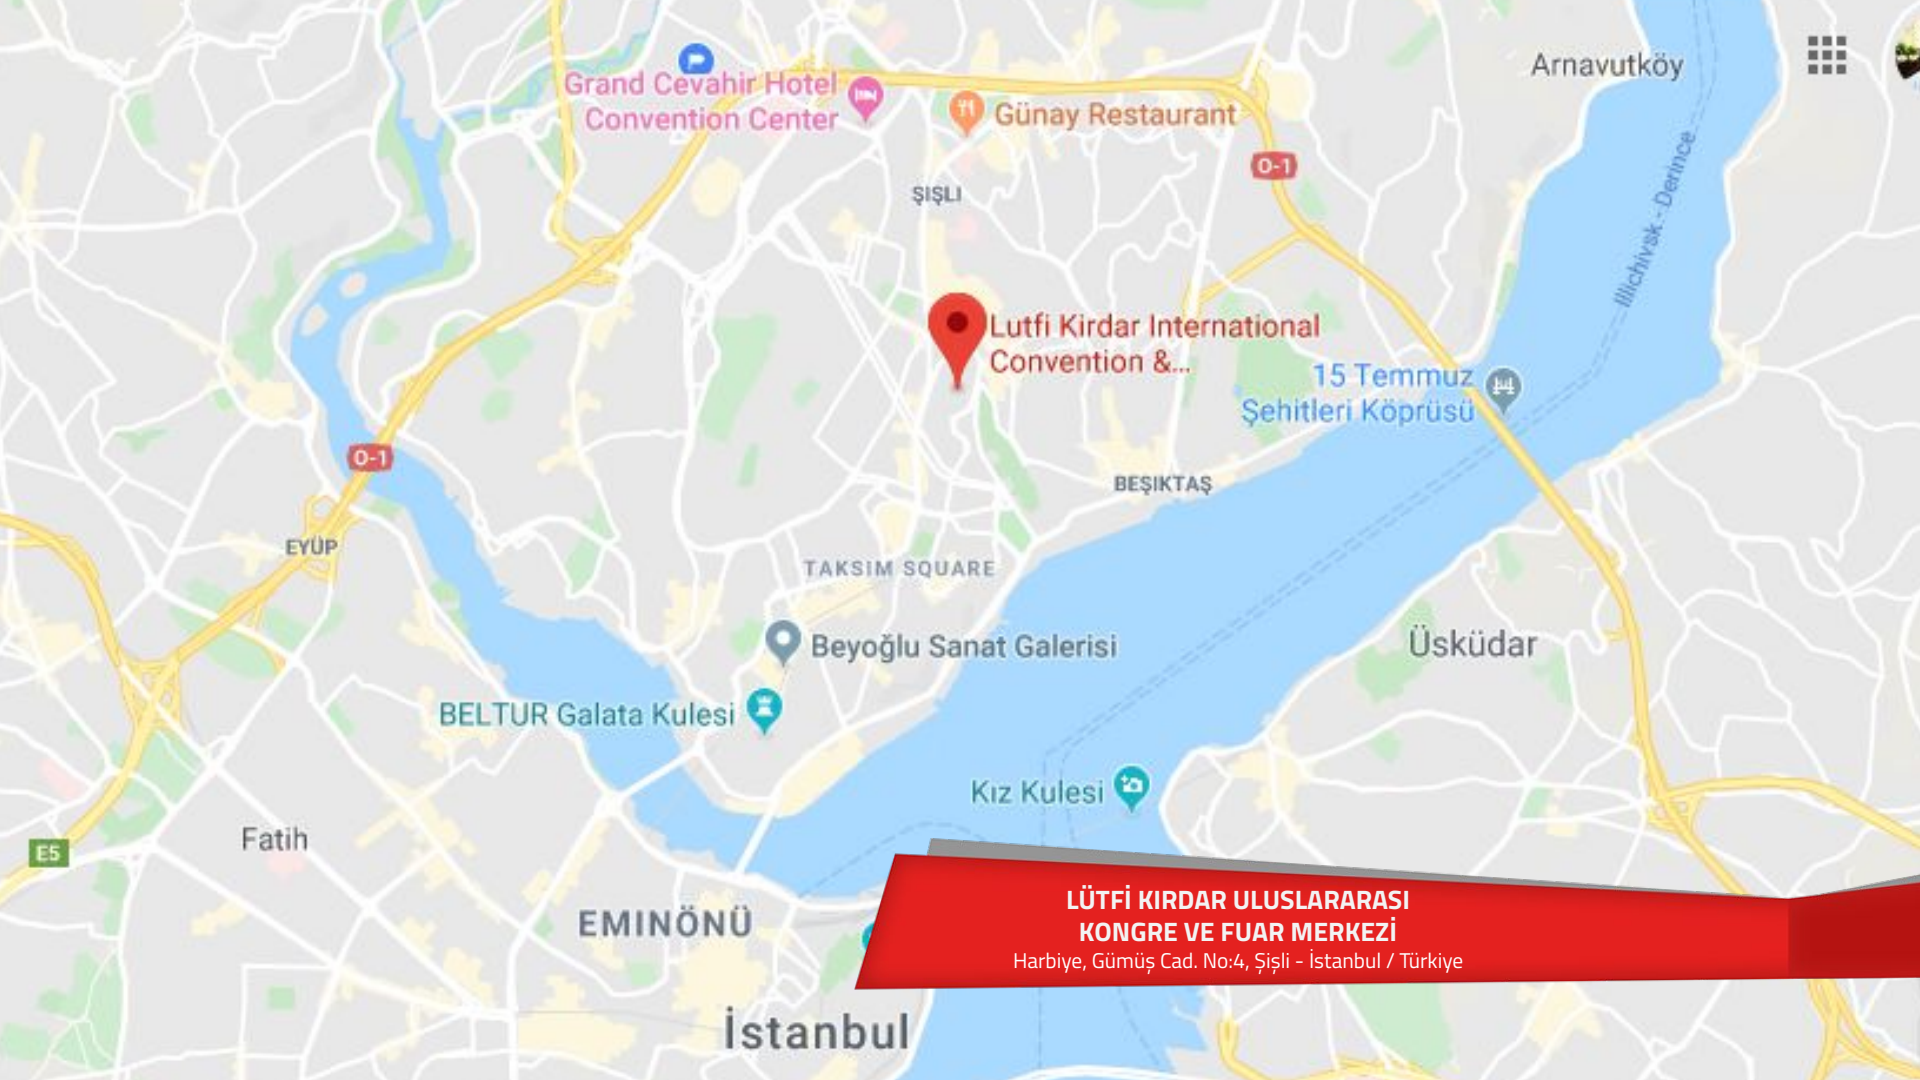 Arnavutköy
Grand Cevahir Hotel
Convention Center
Günay Restaurant
O-1
Illichivsk - Derince
ŞIŞLI
Lutfi Kirdar International
Convention &...
15 Temmuz
Şehitleri Köprüsü
O-1
BEŞIKTAŞ
EYÜP
TAKSIM SQUARE
Beyoğlu Sanat Galerisi
Üsküdar
BELTUR Galata Kulesi
Kız Kulesi
Fatih
E5
EMINÖNÜ
LÜTFİ KIRDAR ULUSLARARASI
KONGRE VE FUAR MERKEZİ
Harbiye, Gümüş Cad. No:4, Şişli - İstanbul / Türkiye
İstanbul